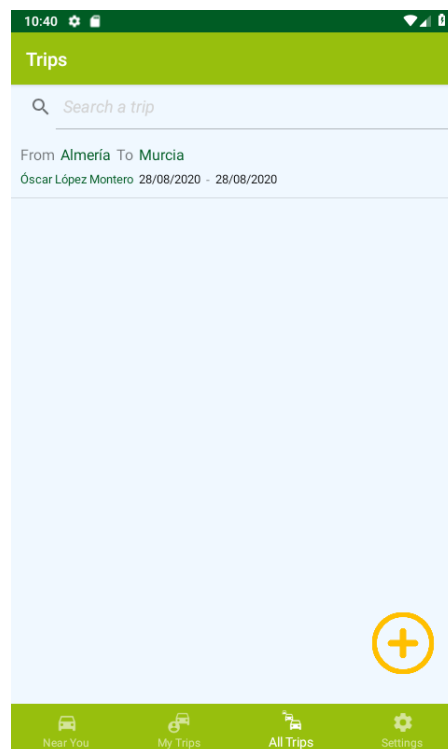 10:40
Trips
Search a trip
From Almería To Murcia
Óscar López Montero 28/08/2020 - 28/08/2020
Near You My Trips All Trips Settings